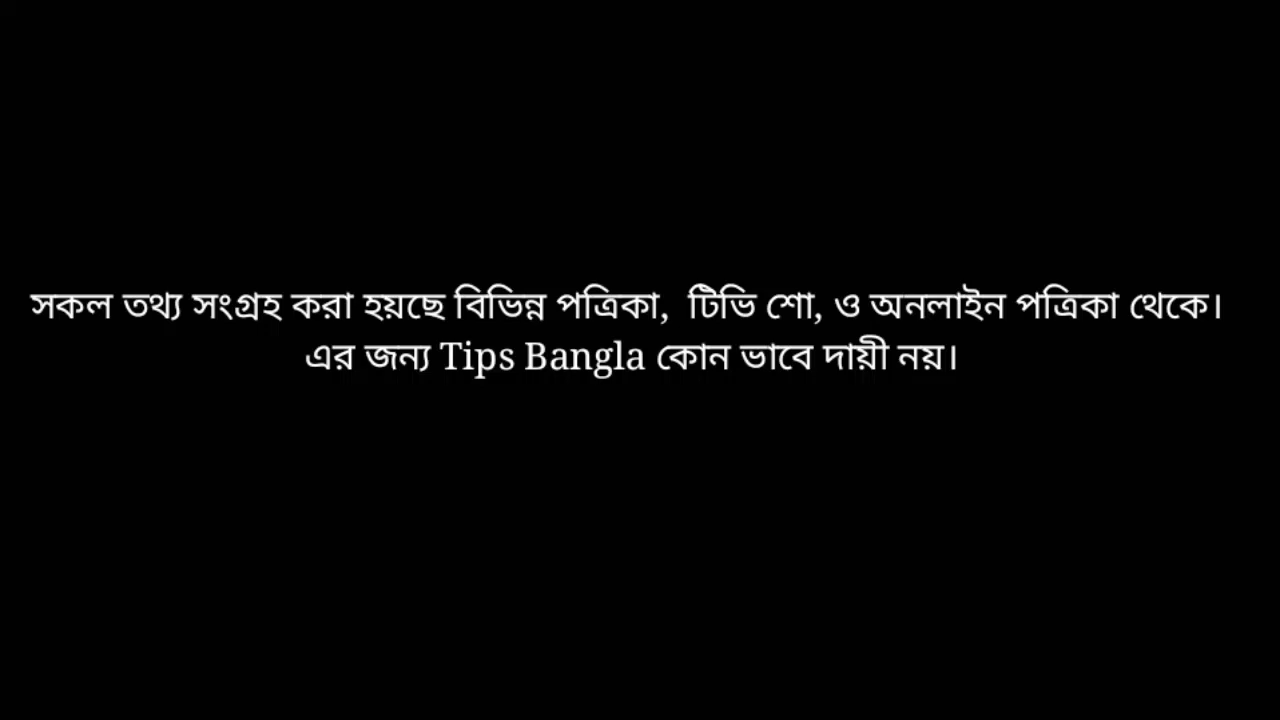 সকল তথ্য সংগ্রহ করা হয়ছে বিভিন্ন পত্রিকা, টিভি শো, ও অনলাইন পত্রিকা থেকে।
এর জন্য Tips Bangla কোন ভাবে দায়ী নয়।